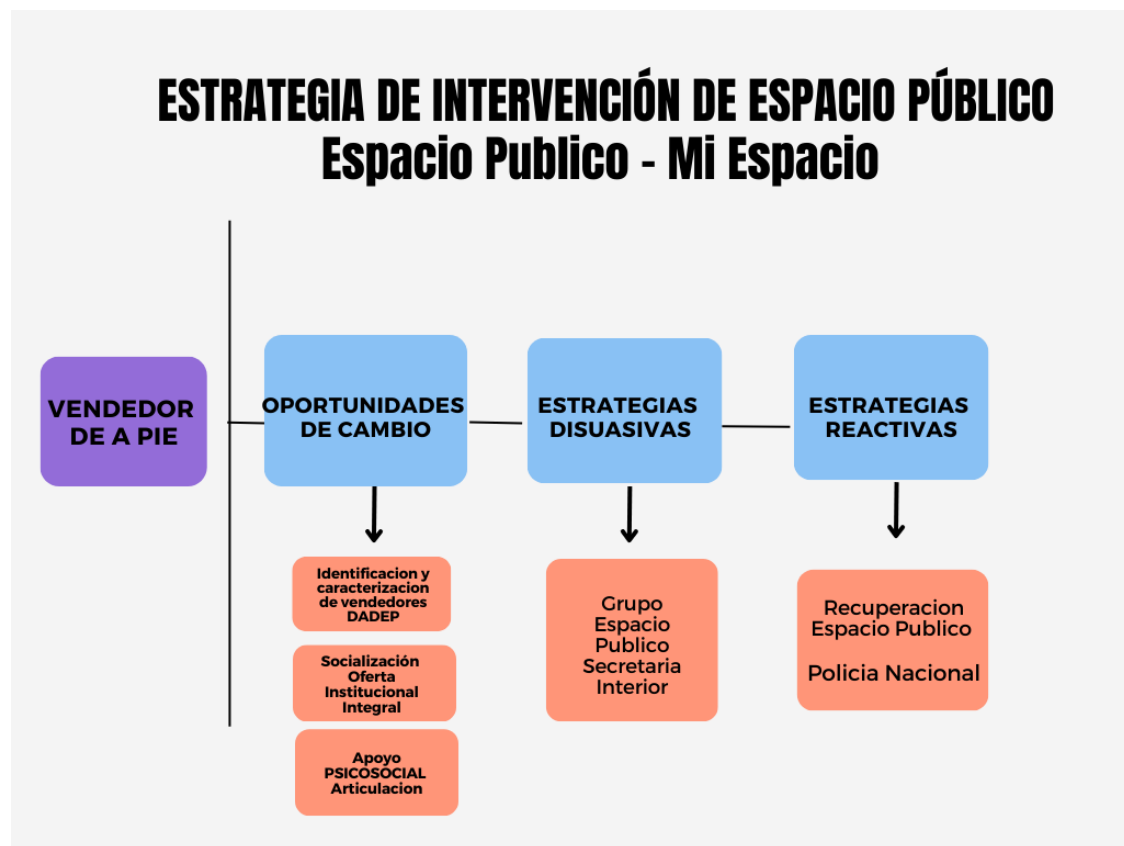 ESTRATEGIA DE INTERVENCIÓN DE ESPACIO PÚBLICO
Espacio Publico - Mi Espacio
VENDEDOR
DE A PIE
OPORTUNIDADES
DE CAMBIO
ESTRATEGIAS
DISUASIVAS
ESTRATEGIAS
REACTIVAS
Identificacion y
caracterizacion
de vendedores
DADEP
Socialización
Oferta
Institucional
Integral
Apoyo
PSICOSOCIAL
Articulacion
Grupo
Espacio
Publico
Secretaria
Interior
Recuperacion
Espacio Publico
Policia Nacional